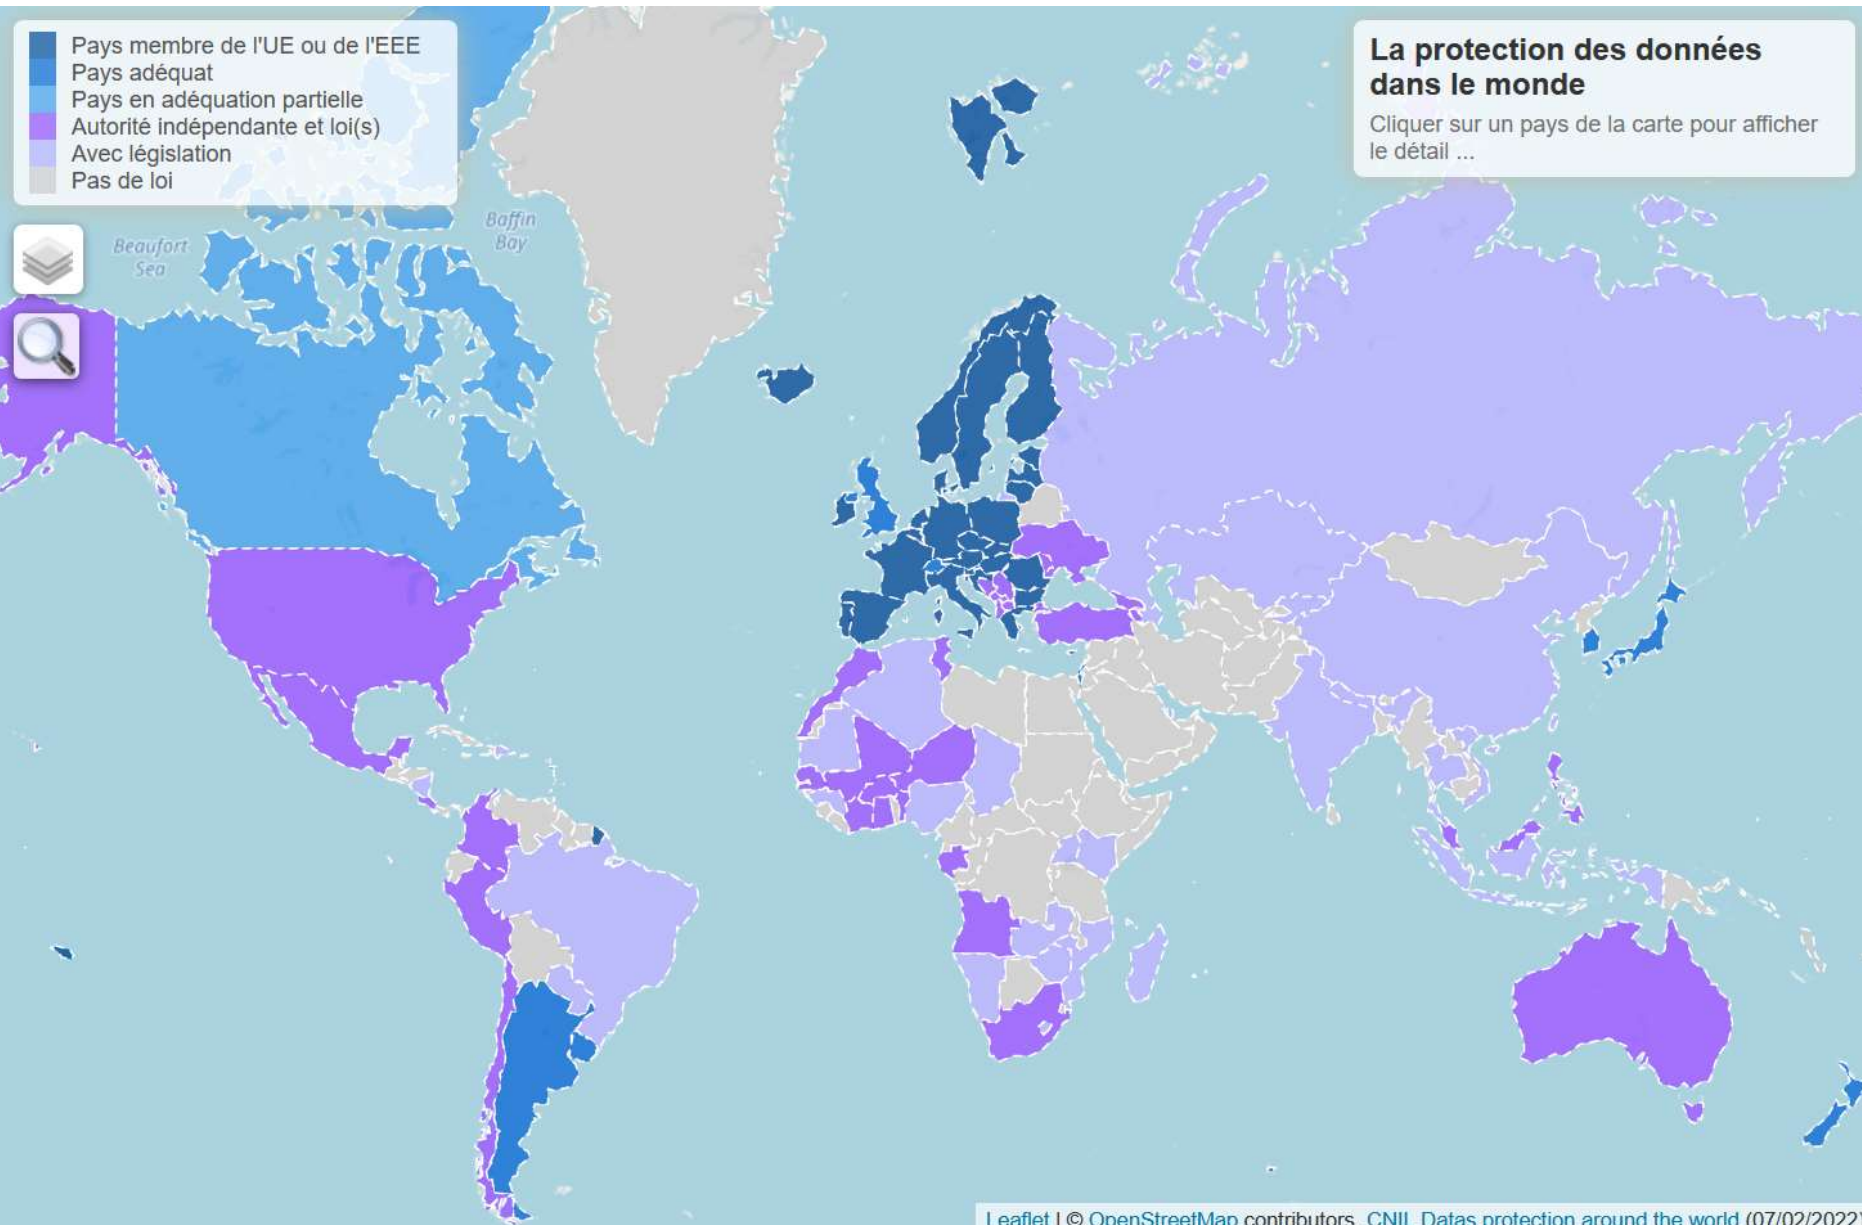 Pays membre de l'UE ou de l'EEE
Pays adéquat
Pays en adéquation partielle
Autorité indépendante et loi(s)
Avec législation
Pas de loi
La protection des données
dans le monde
Cliquer sur un pays de la carte pour afficher
le détail ...
Baffin
Bay
Beaufort
Sea
Leaflet | © OpenStreetMap contributors, CNIL Datas protection around the world (07/02/2022)